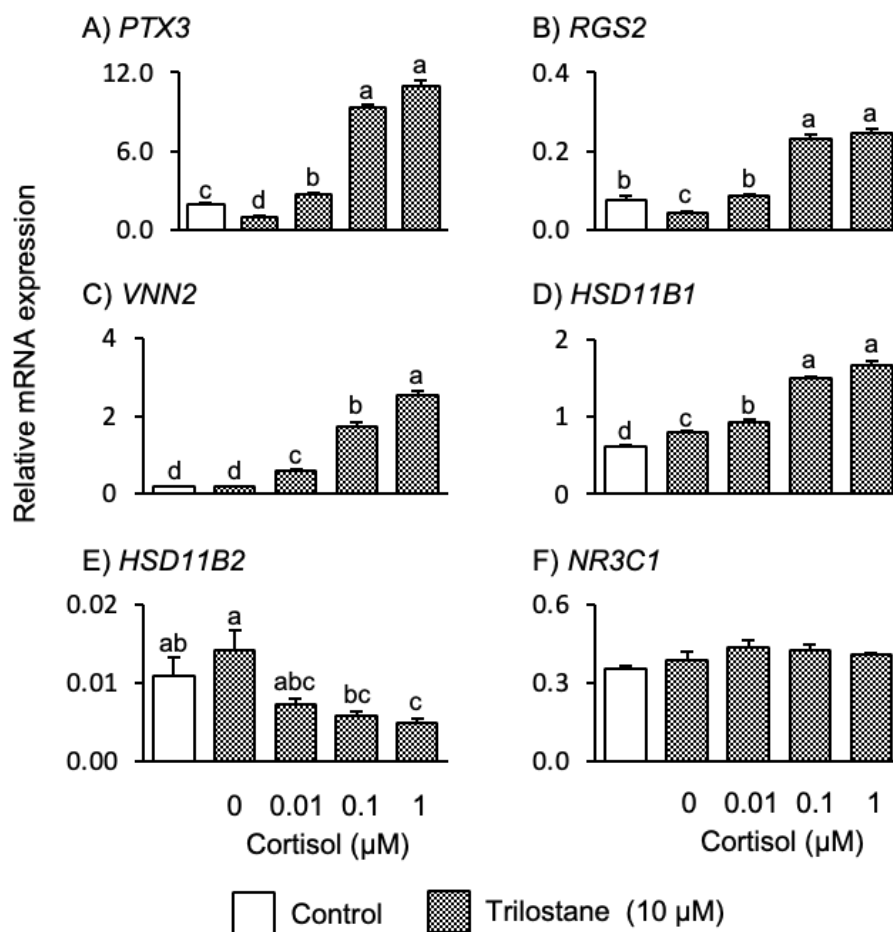 Relative mRNA expression
A) PTX3
12.0
6.0
0.0
c
d
b
a
a
B) RGS2
0.4
0.2
0.0
b
c
b
a
a
C) VNN2
4
2
0
d
d
c
b
a
D) HSD11B1
2
1
0
d
c
b
a
a
E) HSD11B2
0.02
0.01
0.00
ab
a
abc
bc
c
0 0.01 0.1 1
Cortisol (µM)
F) NR3C1
0.6
0.3
0.0
0 0.01 0.1 1
Cortisol (µM)
Control
Trilostane (10 µM)